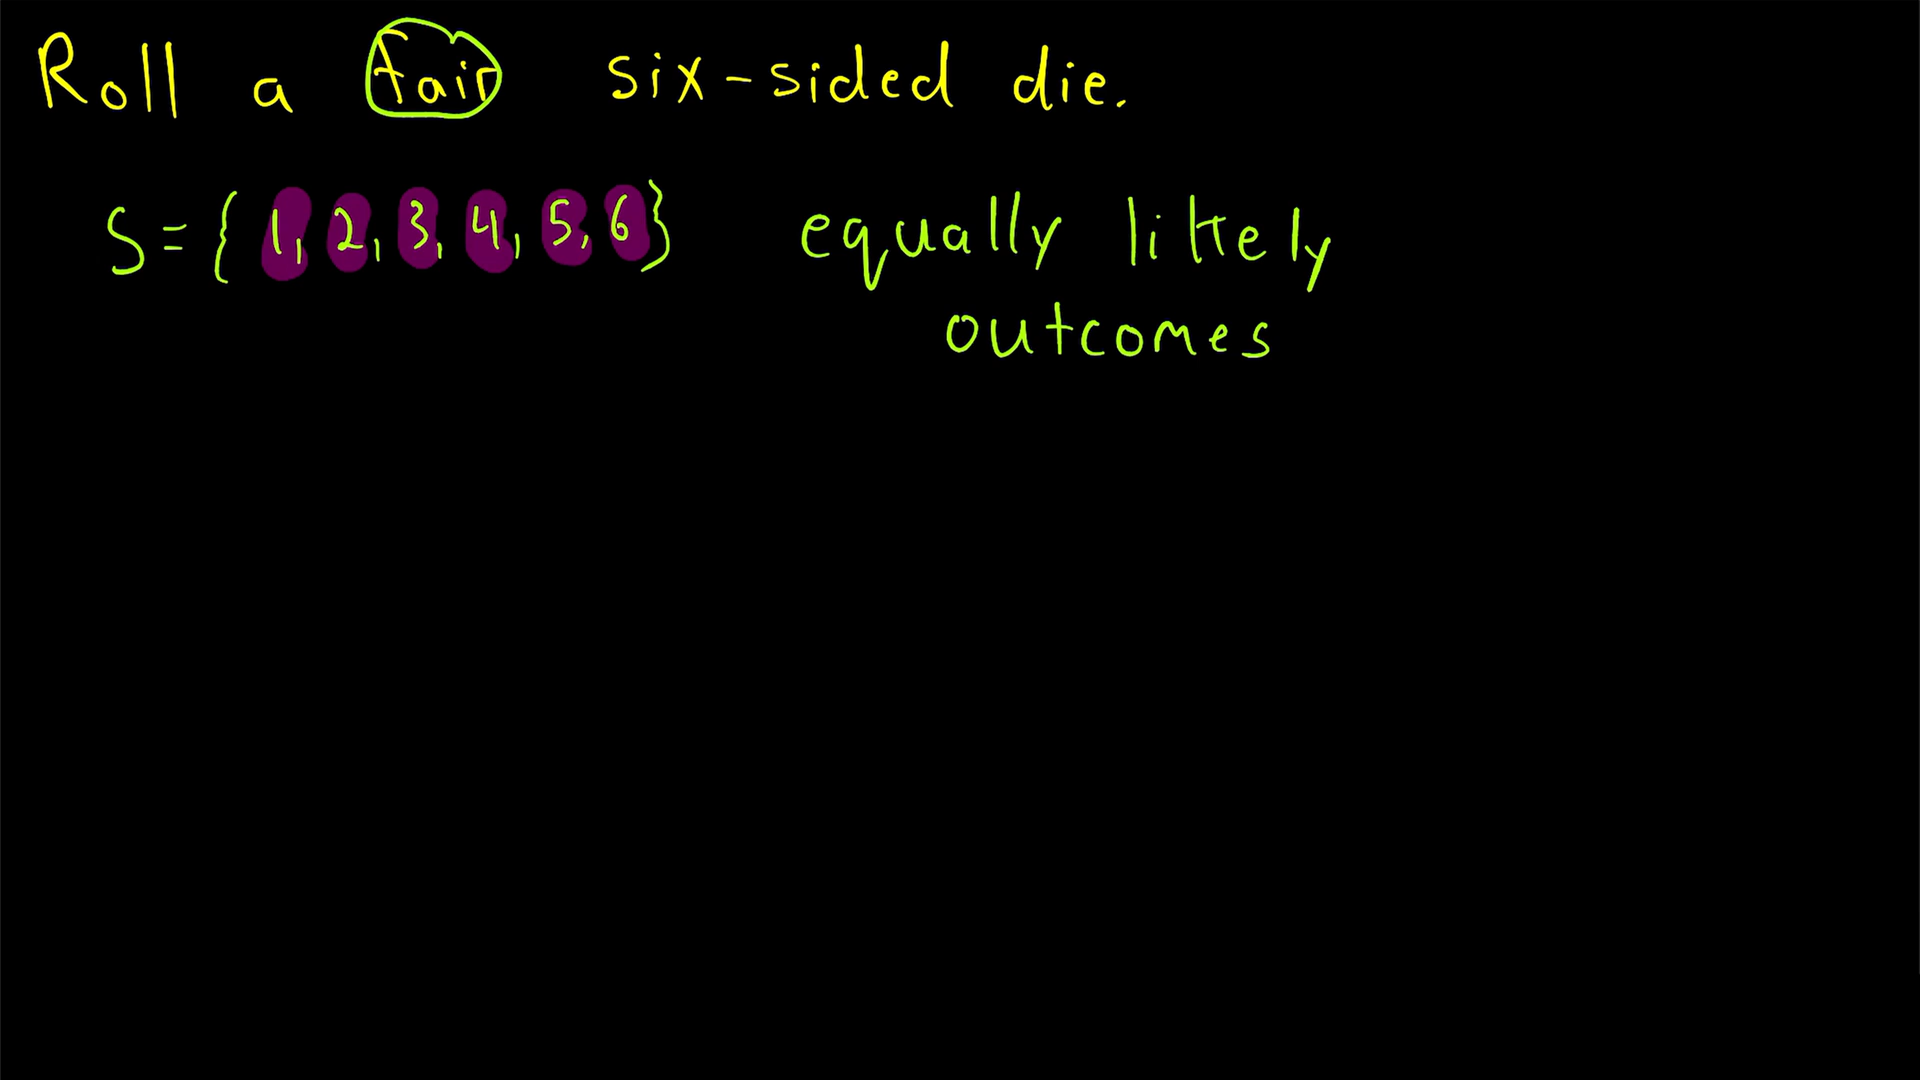 Roll a fair six-sided die.
S = { 1, 2, 3, 4, 5, 6 } equally likely
outcomes